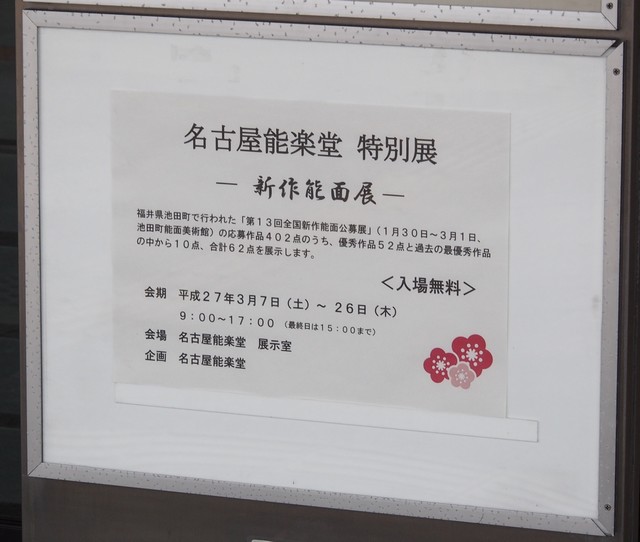 名古屋能楽堂 特別展
― 新作能面展 ―
福井県池田町で行われた「第13回全国新作能面公募展」(1月30日~3月1日、
池田町能面美術館)の応募作品402点のうち、優秀作品52点と過去の最優秀作品
の中から10点、合計62点を展示します。
<入場無料>
会期 平成27年3月7日(土)~ 26日(木)
9:00~17:00 (最終日は15:00まで)
会場 名古屋能楽堂 展示室
企画 名古屋能楽堂